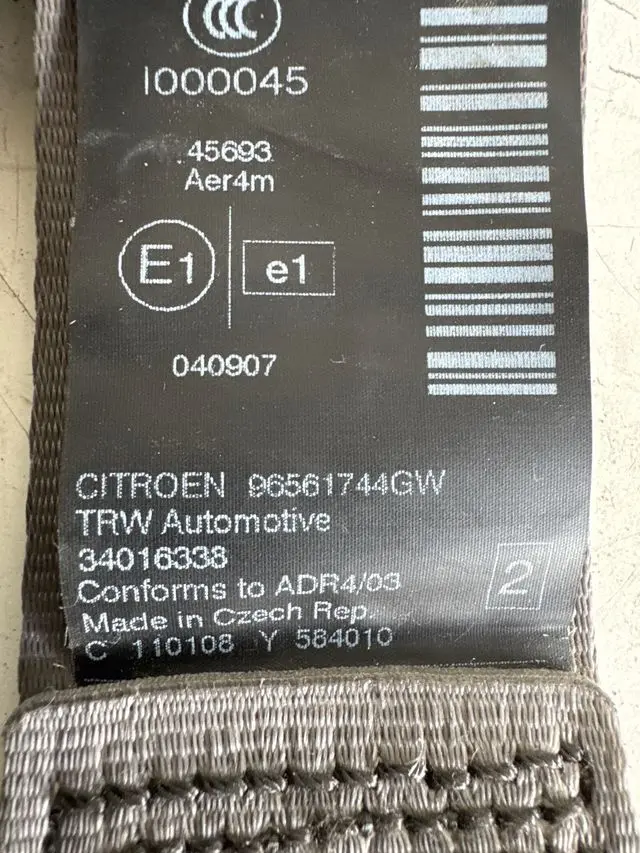 CCC
I000045
45693
Aer4m
E1 e1
040907
CITROEN 96561744GW
TRW Automotive
34016338
Conforms to ADR4/03
2
Made in Czech Rep.
C 110108 Y 584010